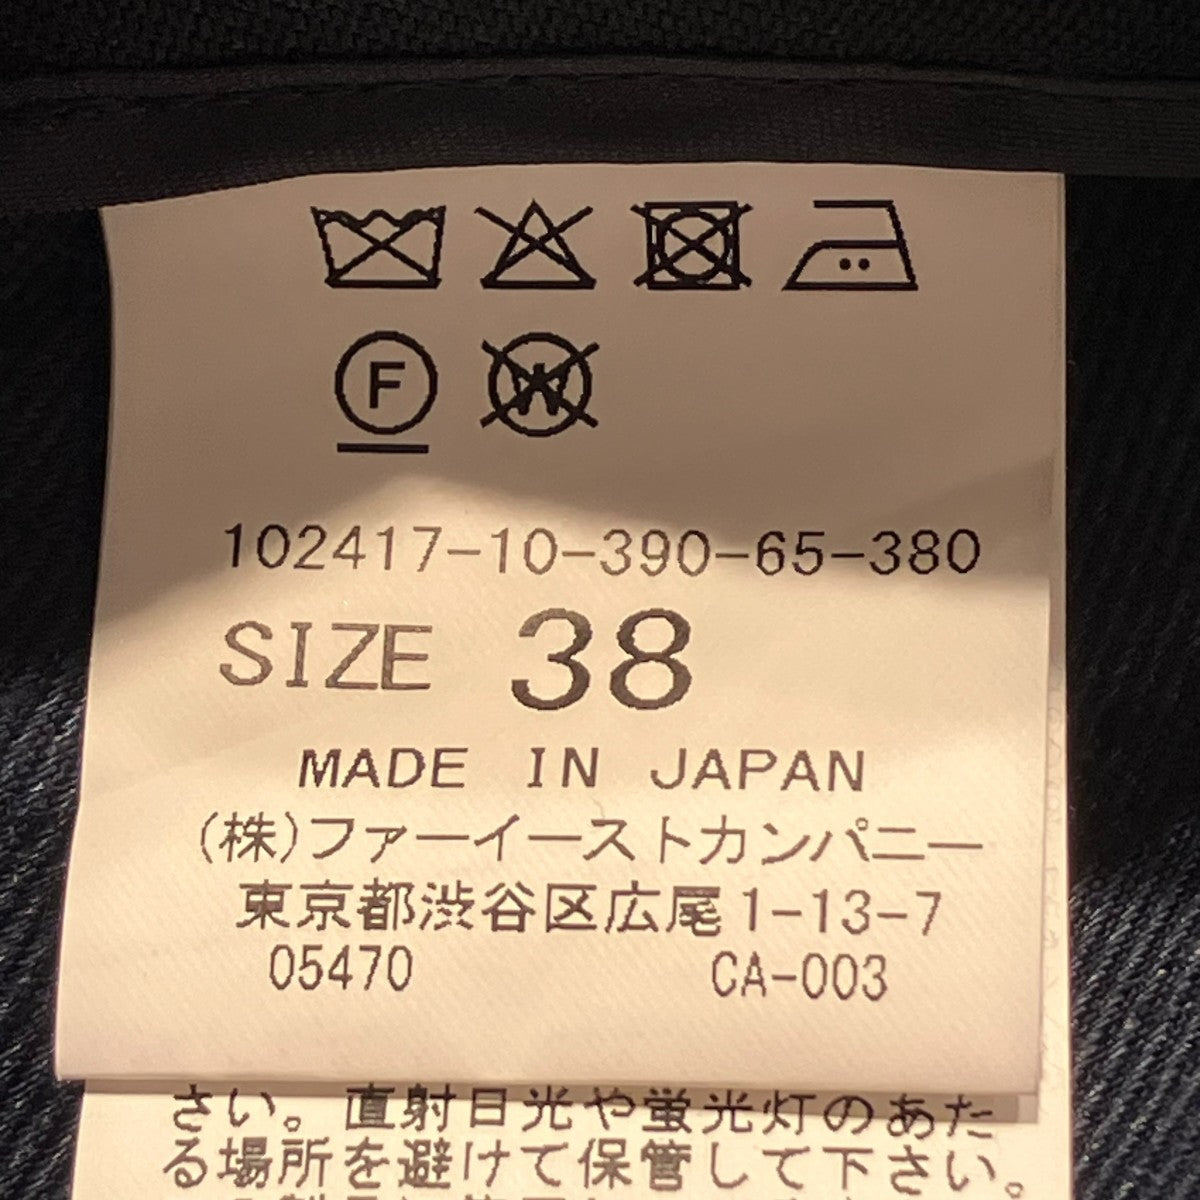 F
W
102417-10-390-65-380
SIZE 38
MADE IN JAPAN
(株)ファーイーストカンパニー
東京都渋谷区広尾1-13-7
05470 CA-003
さい。直射日光や蛍光灯のあた
る場所を避けて保管して下さい。